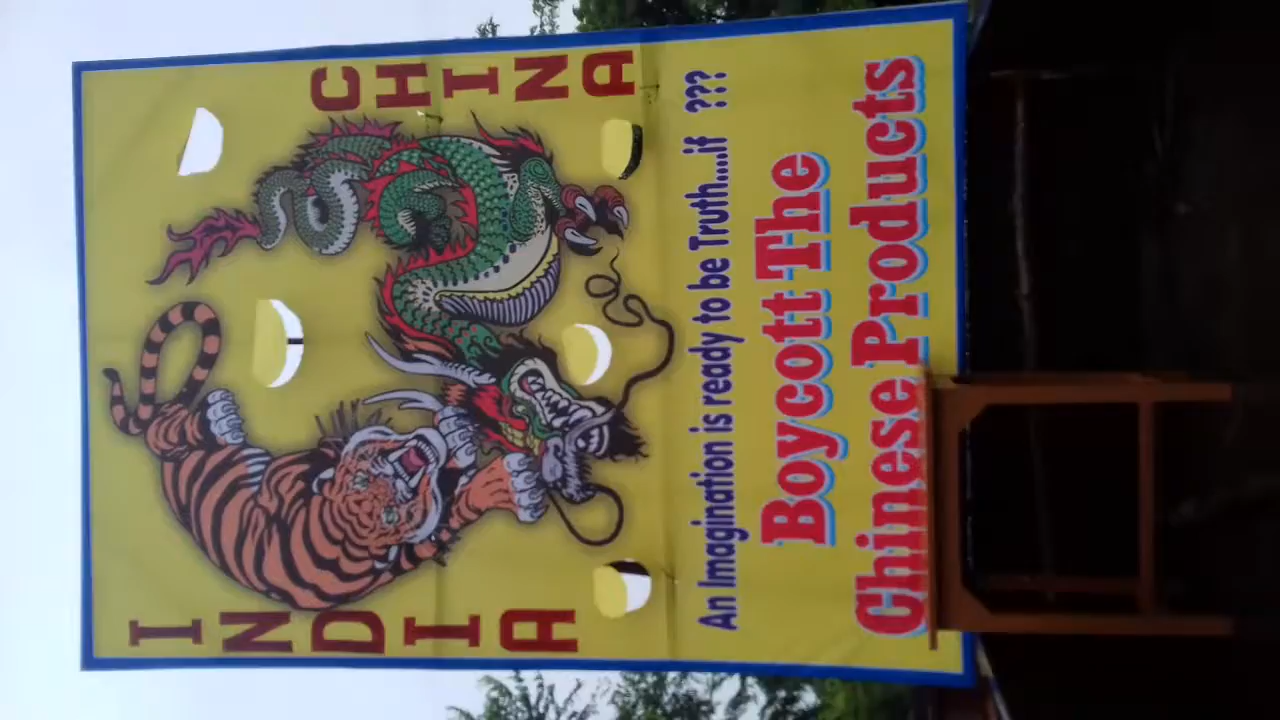 INDIA
CHINA
An Imagination is ready to be Truth....if ???
Boycott The
Chinese Products